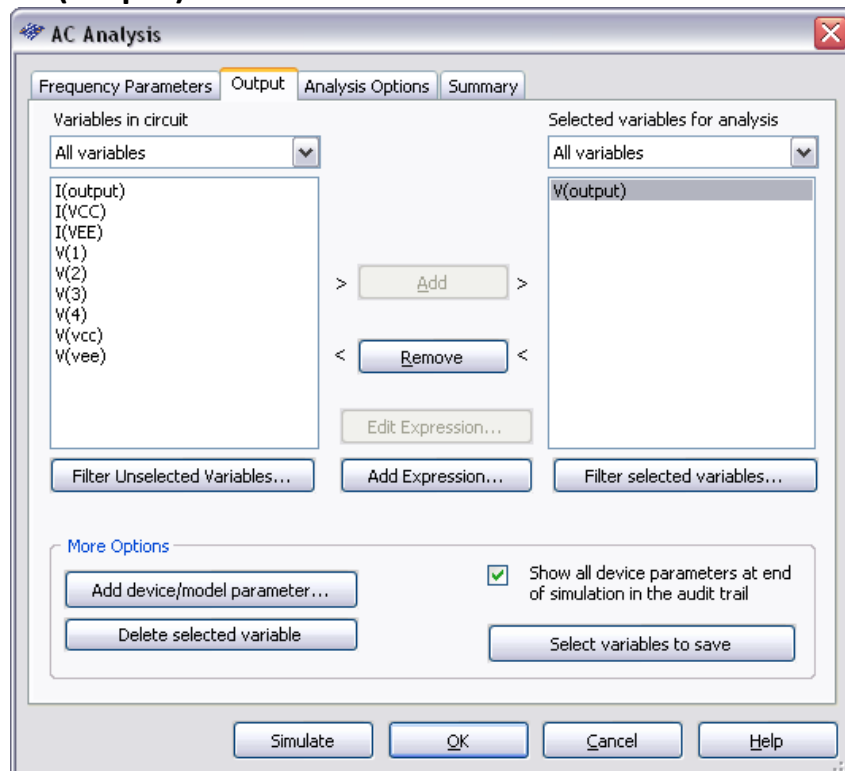 AC Analysis
Frequency Parameters Output Analysis Options Summary
Variables in circuit
Selected variables for analysis
All variables
All variables
I(output)
I(VCC)
I(VEE)
V(1)
V(2)
V(3)
V(4)
V(vcc)
V(vee)
V(output)
> Add >
< Remove <
Edit Expression...
Filter Unselected Variables...
Add Expression...
Filter selected variables...
More Options
Add device/model parameter...
Delete selected variable
Show all device parameters at end
of simulation in the audit trail
Select variables to save
Simulate OK Cancel Help